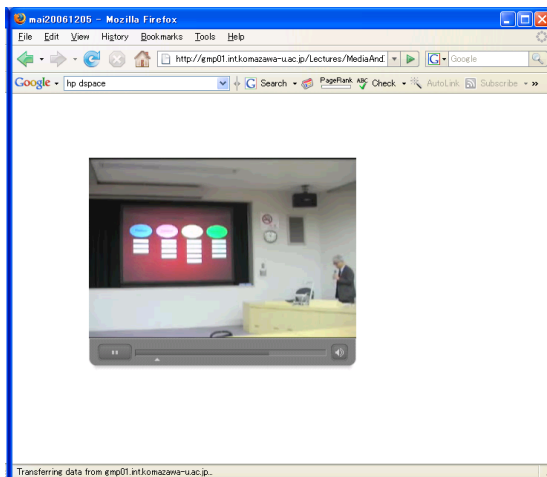 mai20061205 - Mozilla Firefox
File Edit View History Bookmarks Tools Help
http://gmp01.int.komazawa-u.ac.jp/Lectures/MediaAnd. G Google
Google hp dspace G Search PageRank ABC Check AutoLink Subscribe »
Transferring data from gmp01.int.komazawa-u.ac.jp...